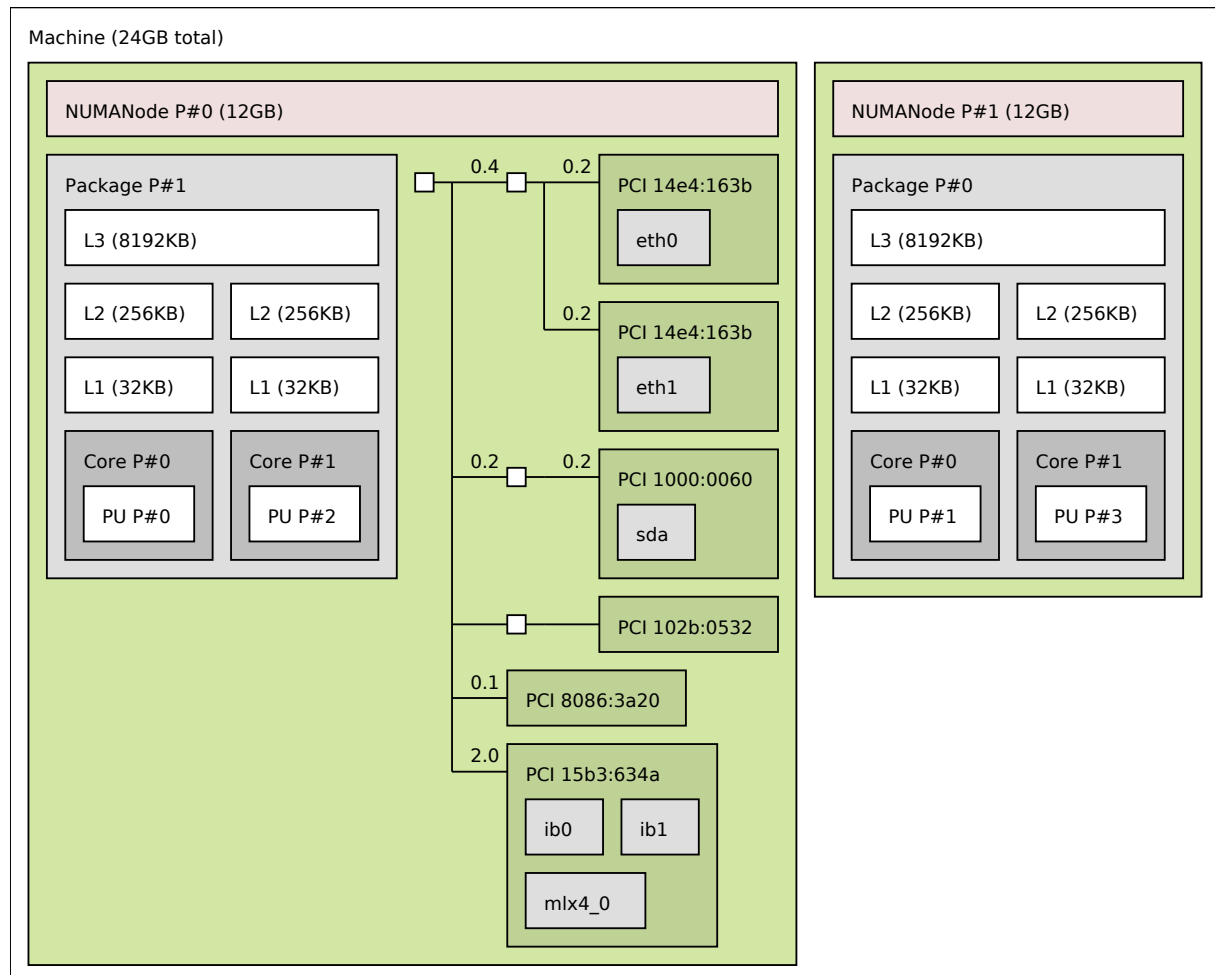 Machine (24GB total)
NUMANode P#0 (12GB)
Package P#1
L3 (8192KB)
L2 (256KB) L2 (256KB)
L1 (32KB) L1 (32KB)
Core P#0 Core P#1
PU P#0 PU P#2
0.4 0.2 PCI 14e4:163b
eth0
0.2 PCI 14e4:163b
eth1
0.2 0.2 PCI 1000:0060
sda
PCI 102b:0532
0.1 PCI 8086:3a20
2.0 PCI 15b3:634a
ib0 ib1
mlx4_0
NUMANode P#1 (12GB)
Package P#0
L3 (8192KB)
L2 (256KB) L2 (256KB)
L1 (32KB) L1 (32KB)
Core P#0 Core P#1
PU P#1 PU P#3